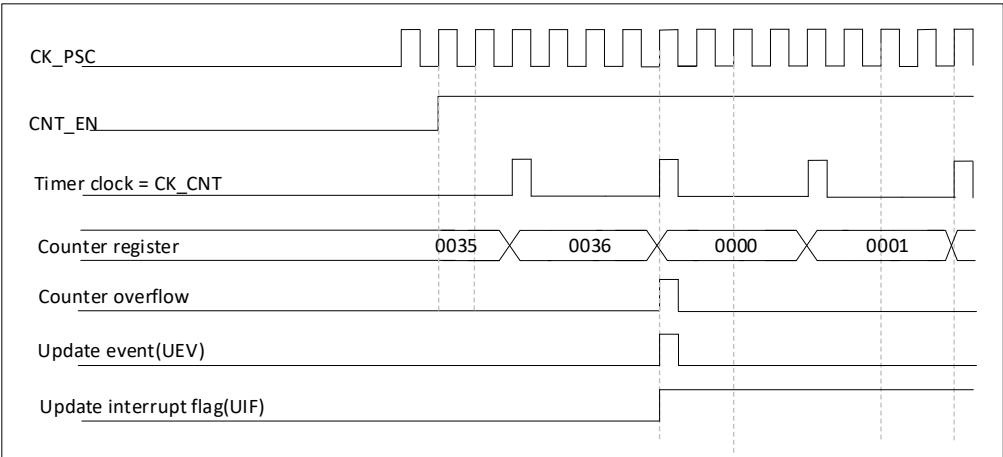 CK_PSC
CNT_EN
Timer clock = CK_CNT
Counter register 0035 0036 0000 0001
Counter overflow
Update event(UEV)
Update interrupt flag(UIF)